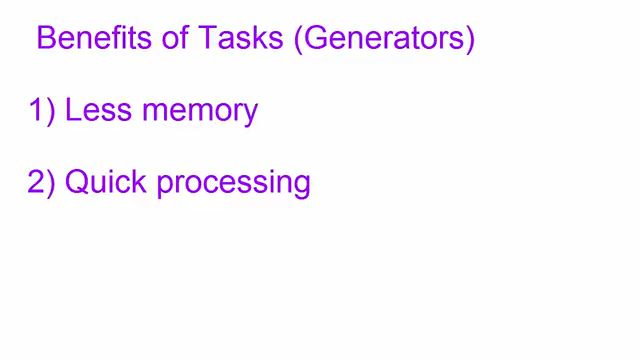 Benefits of Tasks (Generators)
1) Less memory
2) Quick processing